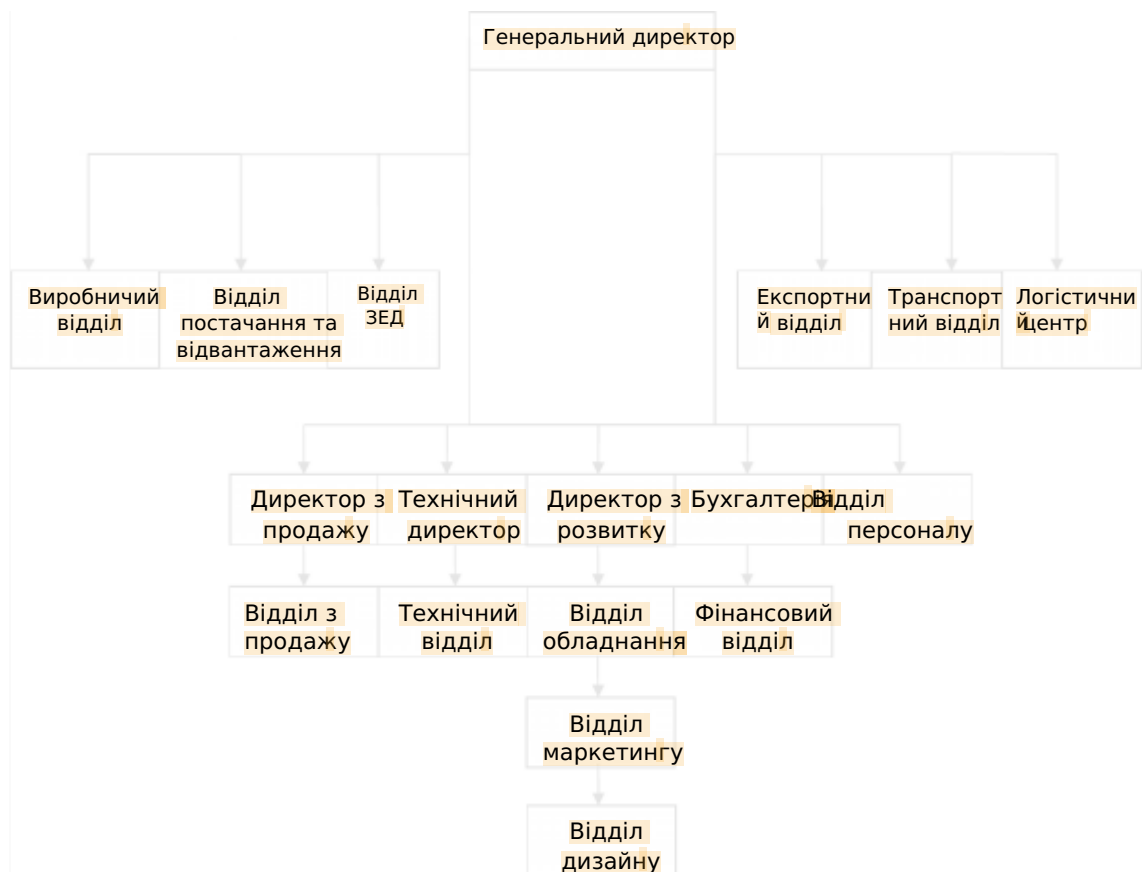 Генеральний директор
Виробничий
відділ
Відділ
постачання та
відвантаження
Відділ
ЗЕД
Експортни
й відділ
Транспорт
ний відділ
Логістични
й центр
Директор з
продажу
Технічний
директор
Директор з
розвитку
Бухгалтерія
Відділ
персоналу
Відділ з
продажу
Технічний
відділ
Відділ
обладнання
Фінансовий
відділ
Відділ
маркетингу
Відділ
дизайну